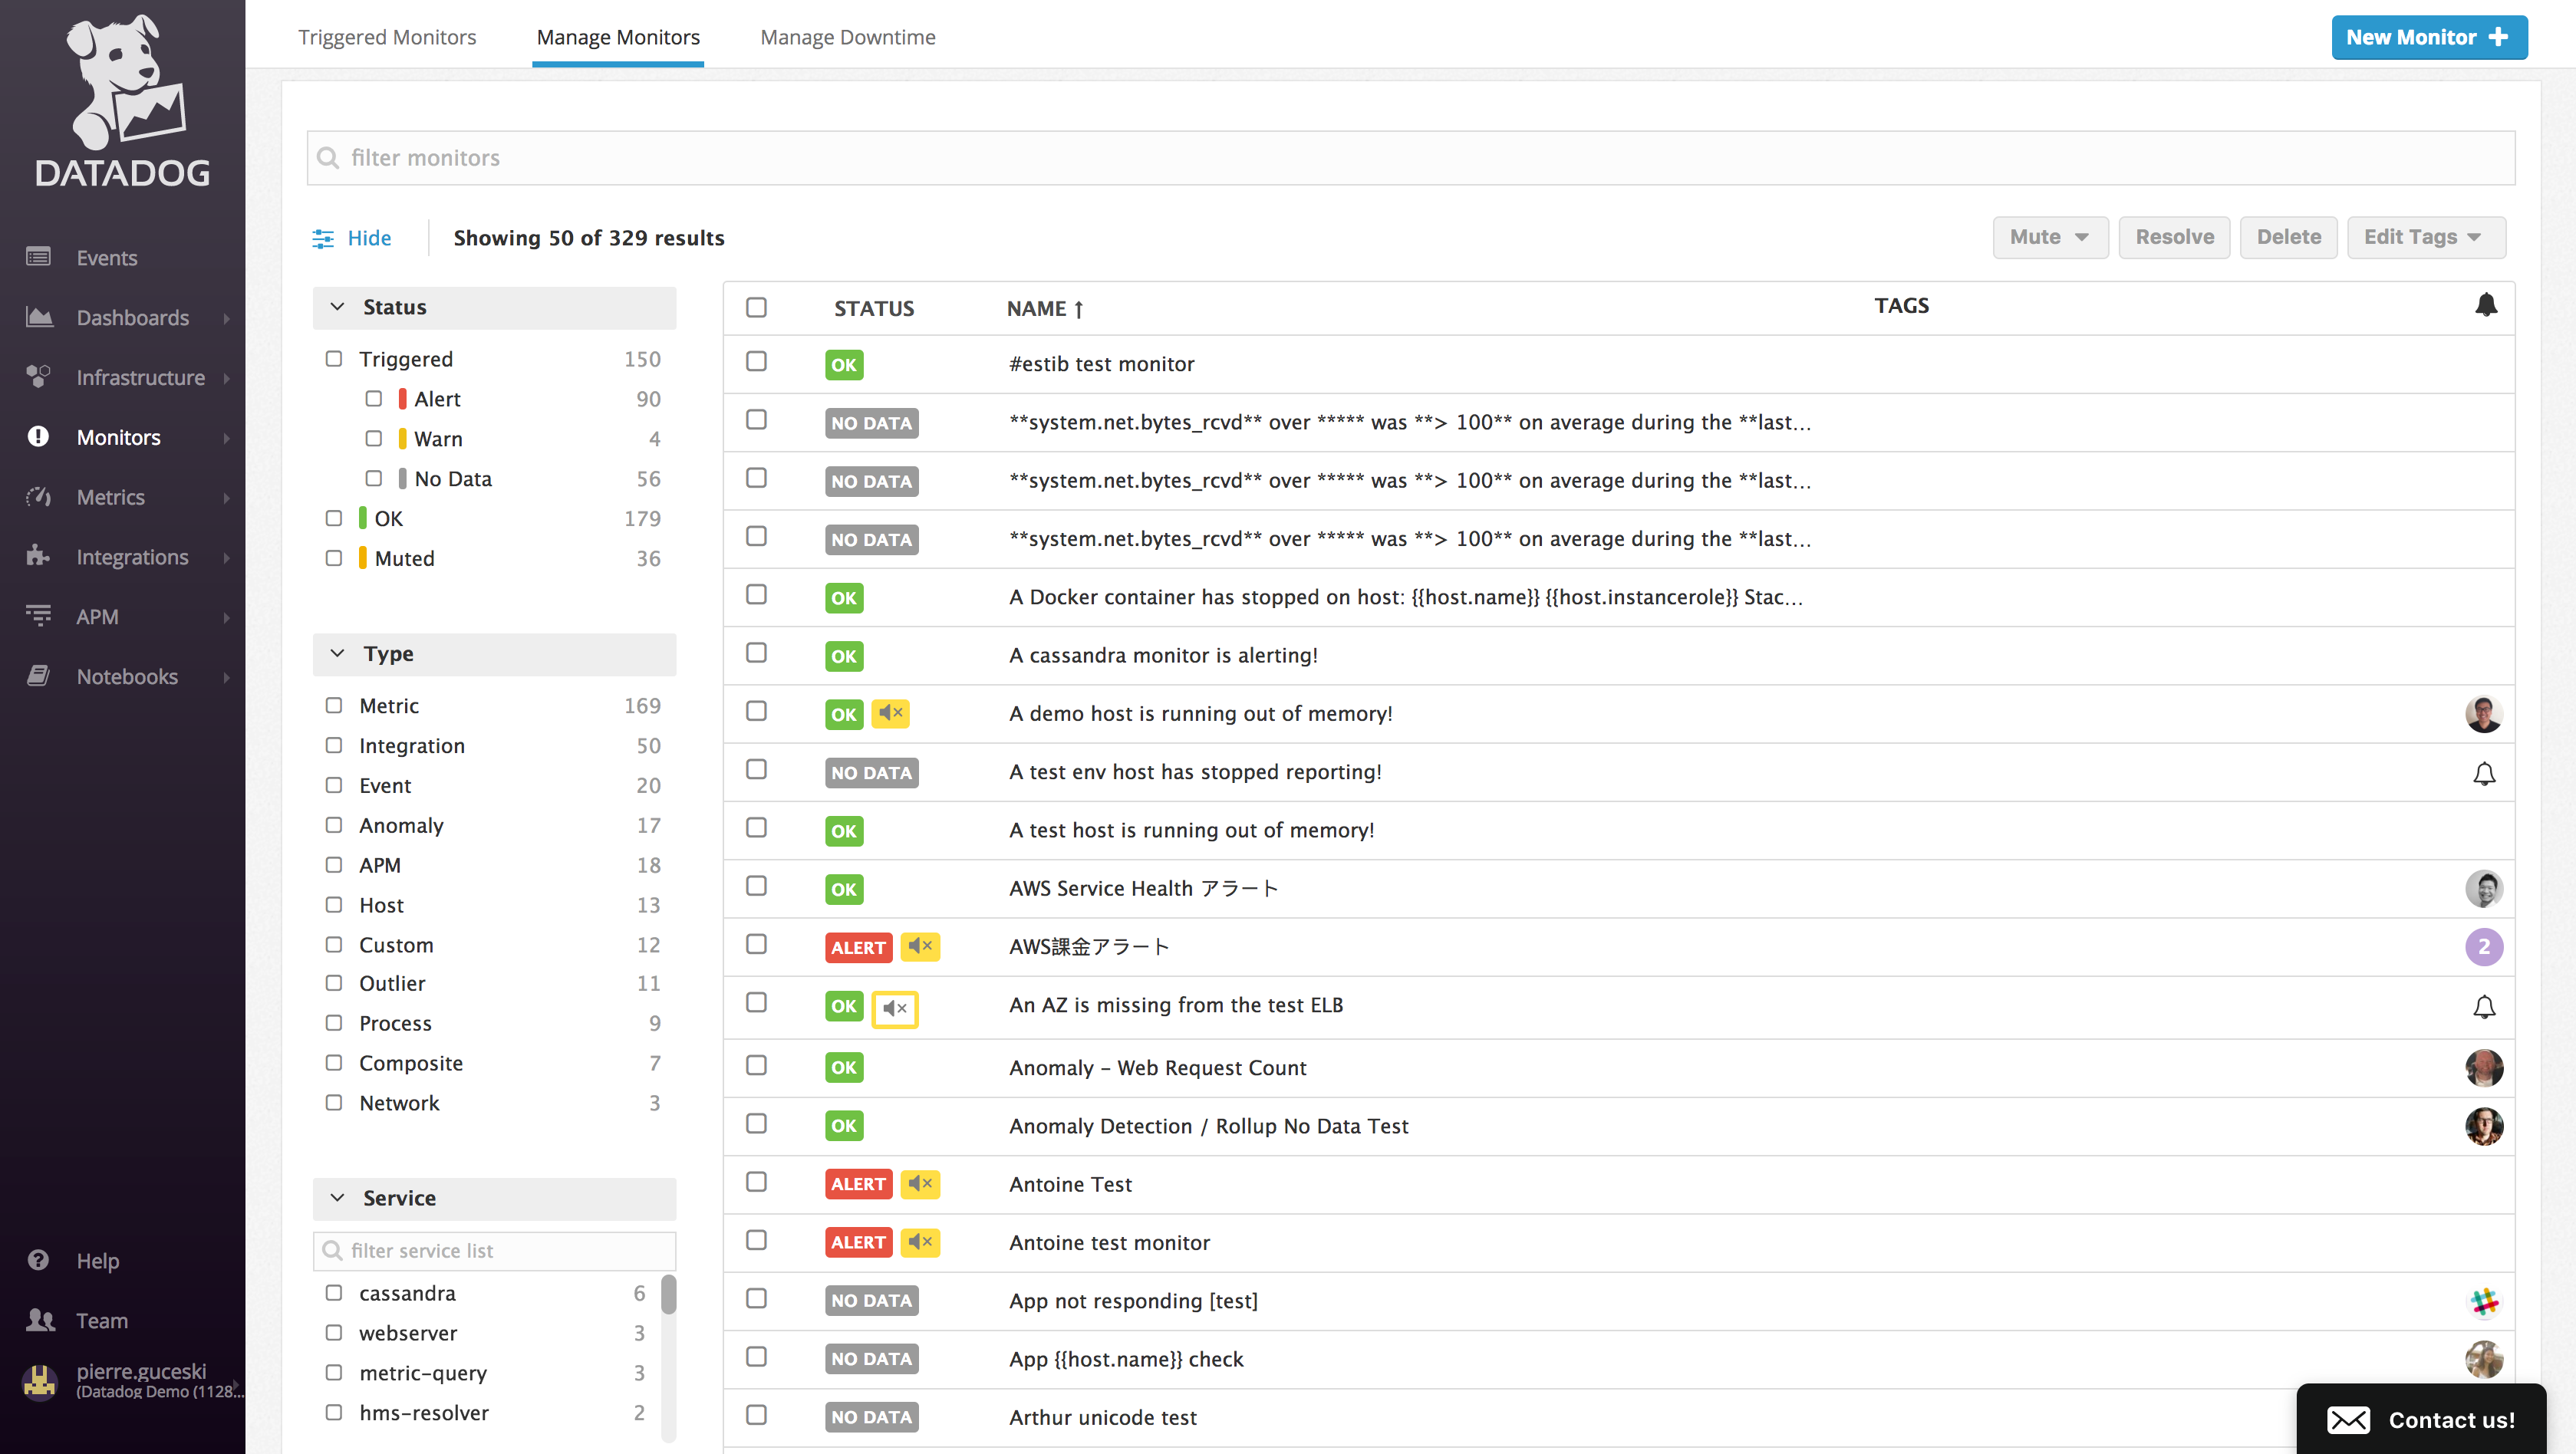 DATADOG
Events
Dashboards
Infrastructure
Monitors
Metrics
Integrations
APM
Notebooks
Help
Team
pierre.guceski
(Datadog Demo (1128...
Triggered Monitors
Manage Monitors
Manage Downtime
New Monitor
filter monitors
Hide
Showing 50 of 329 results
Mute
Resolve
Delete
Edit Tags
Status
Triggered 150
Alert 90
Warn 4
No Data 56
OK 179
Muted 36
Type
Metric 169
Integration 50
Event 20
Anomaly 17
APM 18
Host 13
Custom 12
Outlier 11
Process 9
Composite 7
Network 3
Service
filter service list
cassandra 6
webserver 3
metric-query 3
hms-resolver 2
STATUS NAME ↑ TAGS
OK #estib test monitor
NO DATA **system.net.bytes_rcvd** over ***** was **> 100** on average during the **last...
NO DATA **system.net.bytes_rcvd** over ***** was **> 100** on average during the **last...
NO DATA **system.net.bytes_rcvd** over ***** was **> 100** on average during the **last...
OK A Docker container has stopped on host: {{host.name}} {{host.instancerole}} Stac...
OK A cassandra monitor is alerting!
OK A demo host is running out of memory!
NO DATA A test env host has stopped reporting!
OK A test host is running out of memory!
OK AWS Service Health アラート
ALERT AWS課金アラート 2
OK An AZ is missing from the test ELB
OK Anomaly – Web Request Count
OK Anomaly Detection / Rollup No Data Test
ALERT Antoine Test
ALERT Antoine test monitor
NO DATA App not responding [test]
NO DATA App {{host.name}} check
NO DATA Arthur unicode test
Contact us!